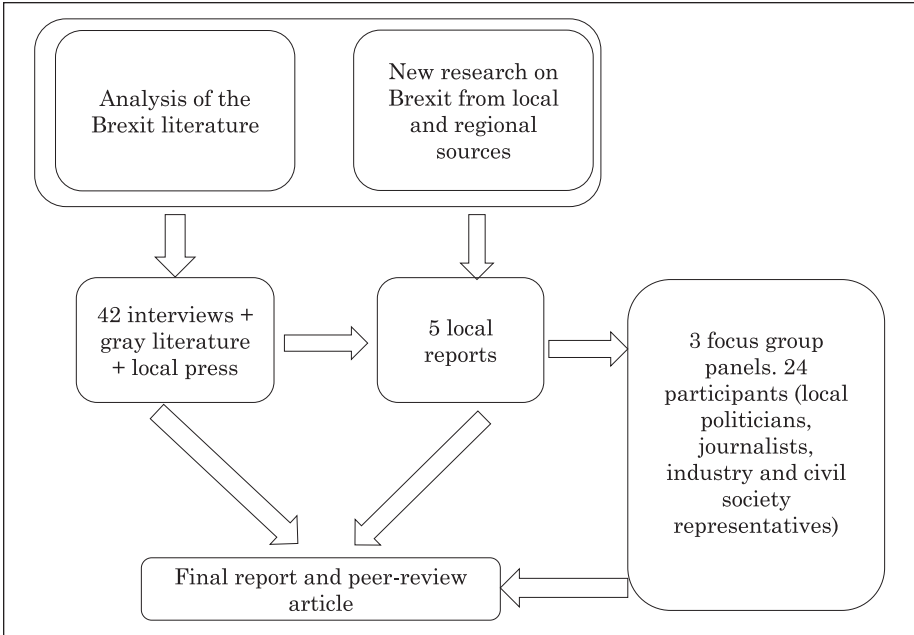 Analysis of the
Brexit literature
New research on
Brexit from local
and regional
sources
42 interviews +
gray literature
+ local press
5 local
reports
3 focus group
panels. 24
participants (local
politicians,
journalists,
industry and civil
society
representatives)
Final report and peer-review
article